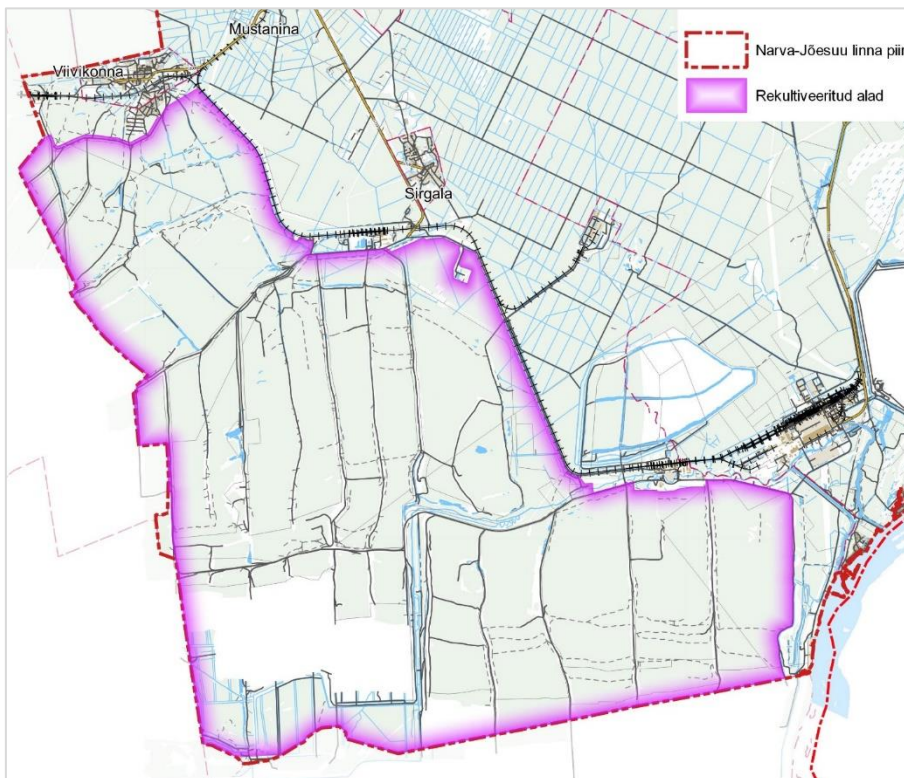 Mustanina
Viivikonna
Sirgala
Narva-Jõesuu linna piir
Rekultiveeritud alad